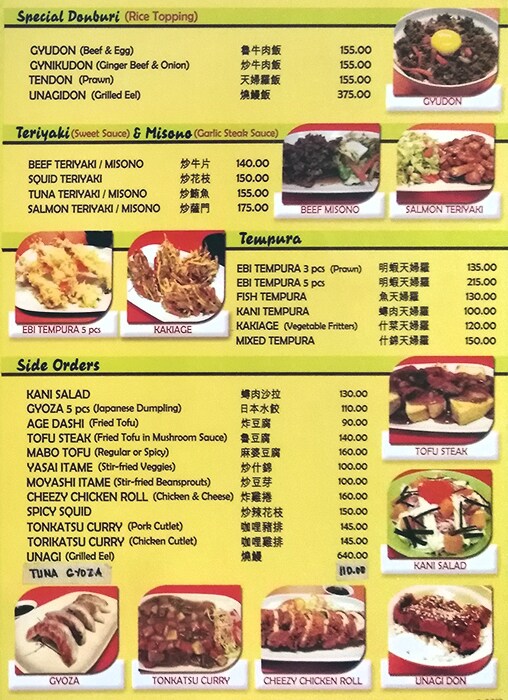 Special Donburi (Rice Topping)
GYUDON (Beef & Egg) 魯牛肉飯 155.00
GYNIKUDON (Ginger Beef & Onion) 炒牛肉飯 155.00
TENDON (Prawn) 天婦羅飯 155.00
UNAGIDON (Grilled Eel) 燒鰻飯 375.00
GYUDON
Teriyaki (Sweet Sauce) & Misono (Garlic Steak Sauce)
BEEF TERIYAKI / MISONO 炒牛片 140.00
SQUID TERIYAKI 炒花枝 150.00
TUNA TERIYAKI / MISONO 炒鮪魚 155.00
SALMON TERIYAKI / MISONO 炒薩門 175.00
BEEF MISONO
SALMON TERIYAKI
Tempura
EBI TEMPURA 3 pcs (Prawn) 明蝦天婦羅 135.00
EBI TEMPURA 5 pcs 明蝦天婦羅 215.00
FISH TEMPURA 魚天婦羅 130.00
KANI TEMPURA 蟳肉天婦羅 100.00
KAKIAGE (Vegetable Fritters) 什菜天婦羅 120.00
MIXED TEMPURA 什錦天婦羅 150.00
EBI TEMPURA 5 pcs
KAKIAGE
Side Orders
KANI SALAD 蟳肉沙拉 130.00
GYOZA 5 pcs (Japanese Dumpling) 日本水餃 110.00
AGE DASHI (Fried Tofu) 炸豆腐 90.00
TOFU STEAK (Fried Tofu in Mushroom Sauce) 魯豆腐 140.00
MABO TOFU (Regular or Spicy) 麻婆豆腐 160.00
YASAI ITAME (Stir-fried Veggies) 炒什錦 100.00
MOYASHI ITAME (Stir-fried Beansprouts) 炒豆芽 100.00
CHEEZY CHICKEN ROLL (Chicken & Cheese) 炸雞捲 160.00
SPICY SQUID 炒辣花枝 150.00
TONKATSU CURRY (Pork Cutlet) 咖哩豬排 145.00
TORIKATSU CURRY (Chicken Cutlet) 咖哩雞排 145.00
UNAGI (Grilled Eel) 燒鰻 640.00
TUNA GYOZA 110.00
TOFU STEAK
KANI SALAD
GYOZA
TONKATSU CURRY
CHEEZY CHICKEN ROLL
UNAGI DON